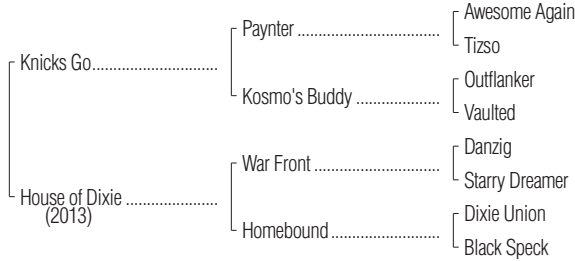 Awesome Again
Paynter
Tizso
Knicks Go
Outflanker
Kosmo's Buddy
Vaulted
Danzig
War Front
Starry Dreamer
House of Dixie
(2013)
Dixie Union
Homebound
Black Speck